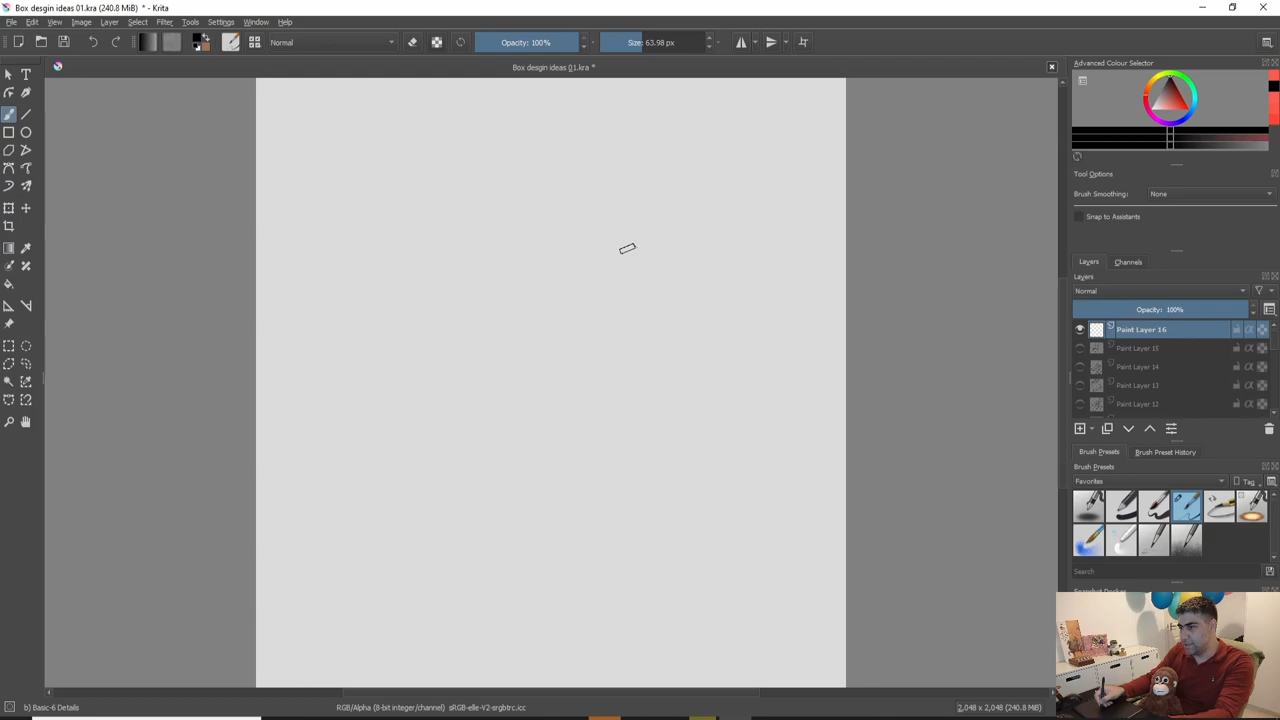 Box desgin ideas 01.kra (240.8 MiB) * - Krita
File Edit View Image Layer Select Filter Tools Settings Window Help
Normal Opacity: 100% Size: 63.98 px
Box desgin ideas 01.kra *
Advanced Colour Selector
Tool Options
Brush Smoothing: None
Snap to Assistants
Layers Channels
Layers
Normal
Opacity: 100%
Paint Layer 16
Paint Layer 15
Paint Layer 14
Paint Layer 13
Paint Layer 12
Brush Presets Brush Preset History
Brush Presets
Favorites Tag
Search
b) Basic-6 Details RGB/Alpha (8-bit integer/channel) sRGB-elle-V2-srgbtrc.icc 2,048 x 2,048 (240.8 MiB)